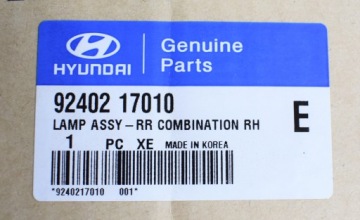 HYUNDAI
Genuine
Parts
92402 17010
LAMP ASSY-RR COMBINATION RH
E
1 PC XE MADE IN KOREA
*9240217010 001*